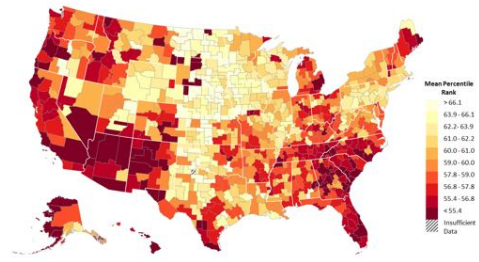 Mean Percentile
Rank
> 66.1
63.9 - 66.1
62.2 - 63.9
61.0 - 62.2
60.0 - 61.0
59.0 - 60.0
57.8 - 59.0
56.8 - 57.8
55.4 - 56.8
< 55.4
Insufficient
Data